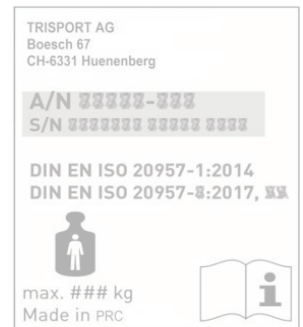 TRISPORT AG
Boesch 67
CH-6331 Huenenberg
A/N
S/N
DIN EN ISO 20957-1:2014
DIN EN ISO 20957-8:2017,
max. ### kg
i
Made in PRC